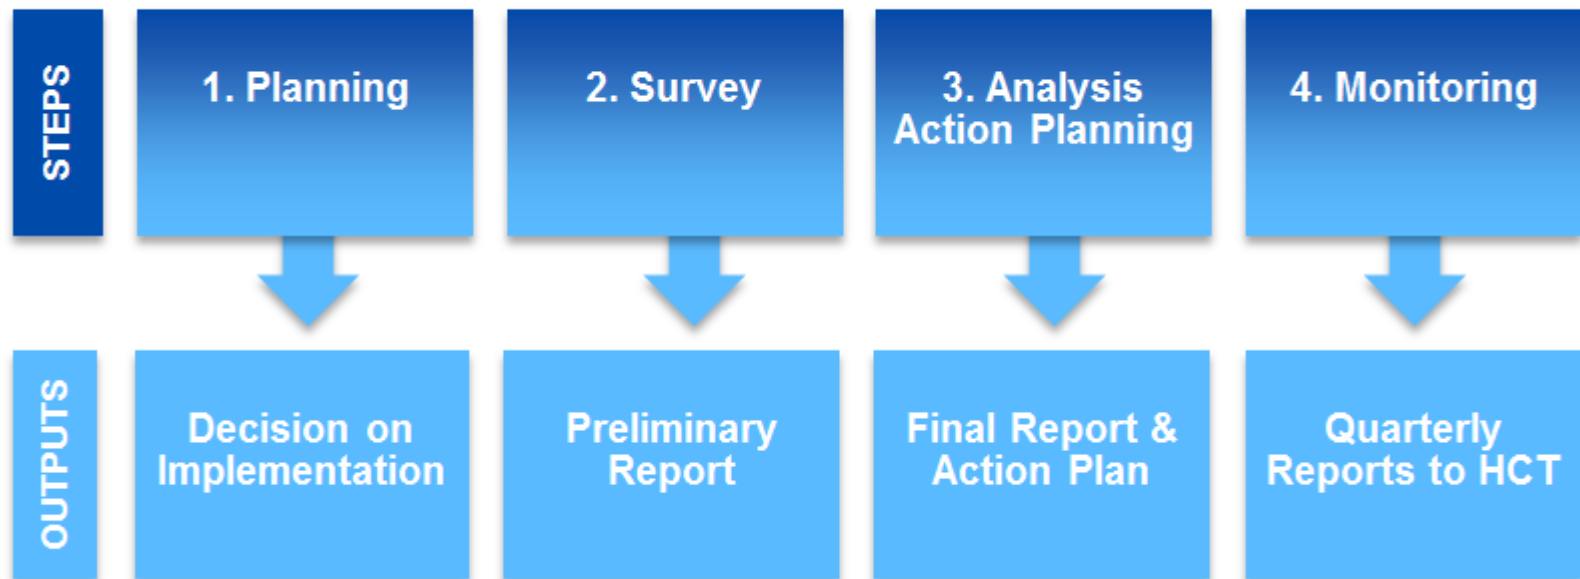 STEPS
1. Planning
2. Survey
3. Analysis
Action Planning
4. Monitoring
OUTPUTS
Decision on
Implementation
Preliminary
Report
Final Report &
Action Plan
Quarterly
Reports to HCT